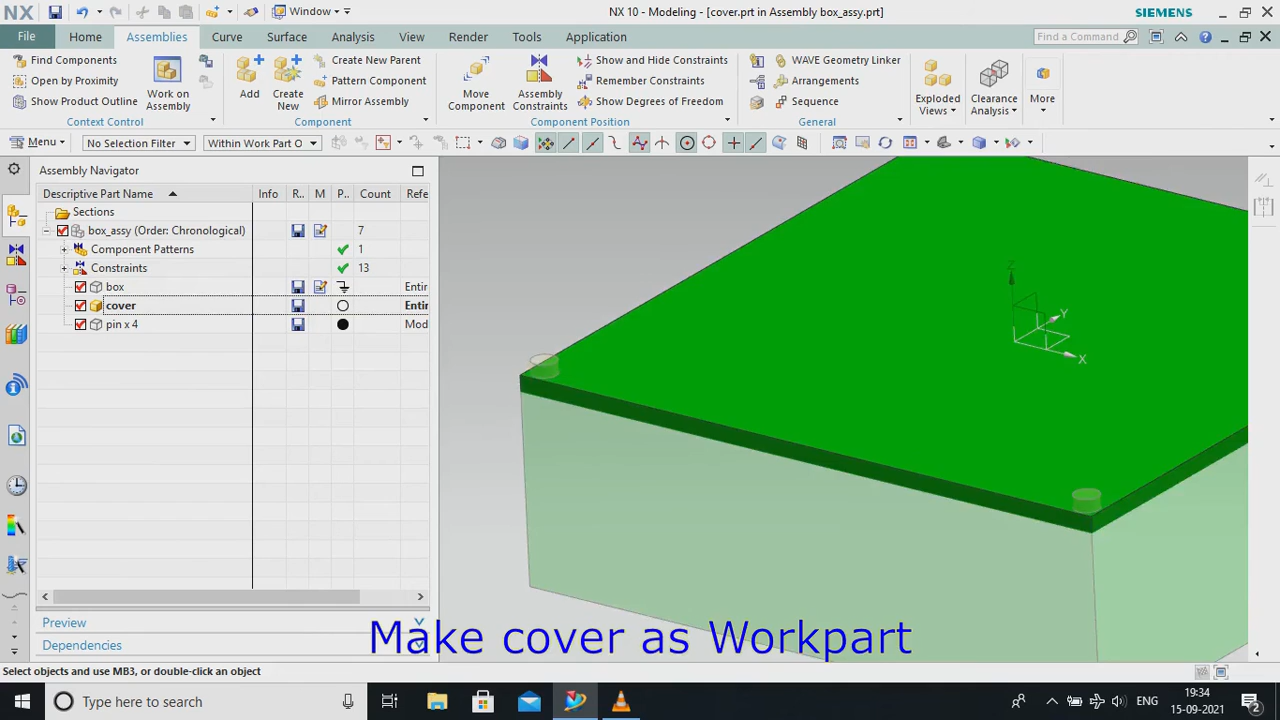 NX
Window
NX 10 - Modeling - [cover.prt in Assembly box_assy.prt]
SIEMENS
File
Home
Assemblies
Curve
Surface
Analysis
View
Render
Tools
Application
Find a Command
Find Components
Open by Proximity
Show Product Outline
Work on
Assembly
Add
Create
New
Create New Parent
Pattern Component
Mirror Assembly
Move
Component
Assembly
Constraints
Show and Hide Constraints
Remember Constraints
Show Degrees of Freedom
WAVE Geometry Linker
Arrangements
Sequence
Exploded
Views
Clearance
Analysis
More
Context Control
Component
Component Position
General
Menu
No Selection Filter
Within Work Part O
Assembly Navigator
Descriptive Part Name
Info
R..
M
P..
Count
Refe
Sections
box_assy (Order: Chronological)
7
Component Patterns
1
Constraints
13
box
Entir
cover
Entir
pin x 4
Mod
Z
Y
X
Preview
Dependencies
Make cover as Workpart
Select objects and use MB3, or double-click an object
Type here to search
ENG
19:34
15-09-2021
2